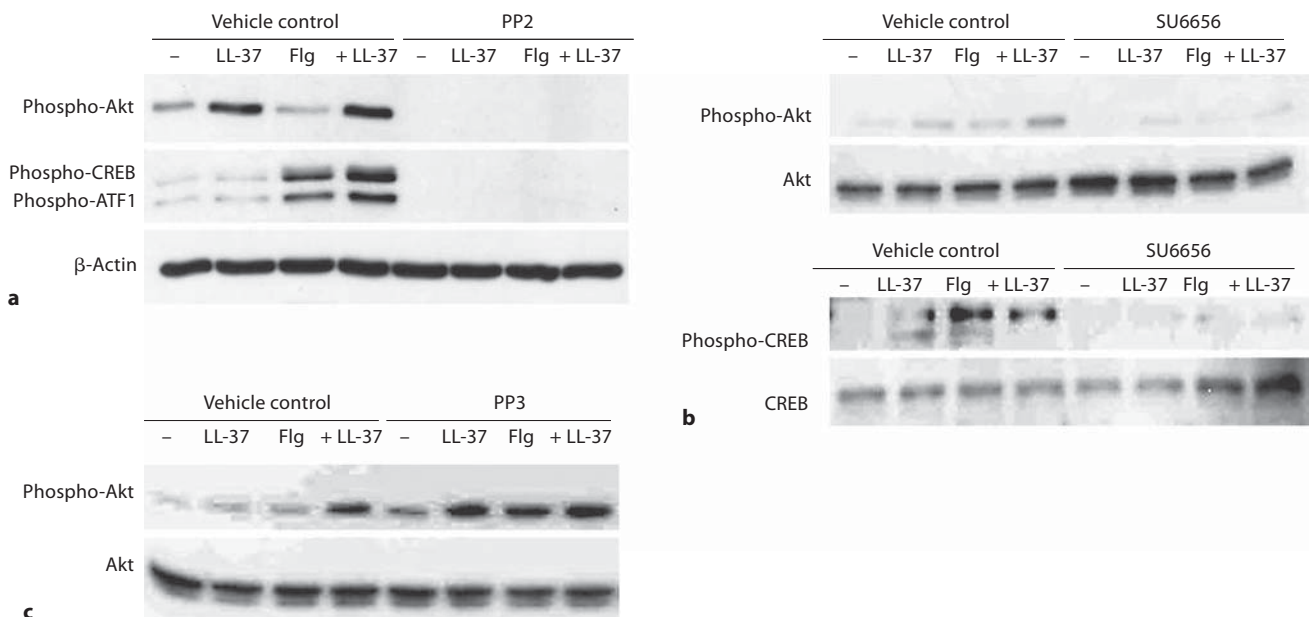 Vehicle control PP2
– LL-37 Flg + LL-37 – LL-37 Flg + LL-37
Phospho-Akt
Phospho-CREB
Phospho-ATF1
β-Actin
a
Vehicle control SU6656
– LL-37 Flg + LL-37 – LL-37 Flg + LL-37
Phospho-Akt
Akt
Vehicle control SU6656
– LL-37 Flg + LL-37 – LL-37 Flg + LL-37
Phospho-CREB
CREB
b
Vehicle control PP3
– LL-37 Flg + LL-37 – LL-37 Flg + LL-37
Phospho-Akt
Akt
c